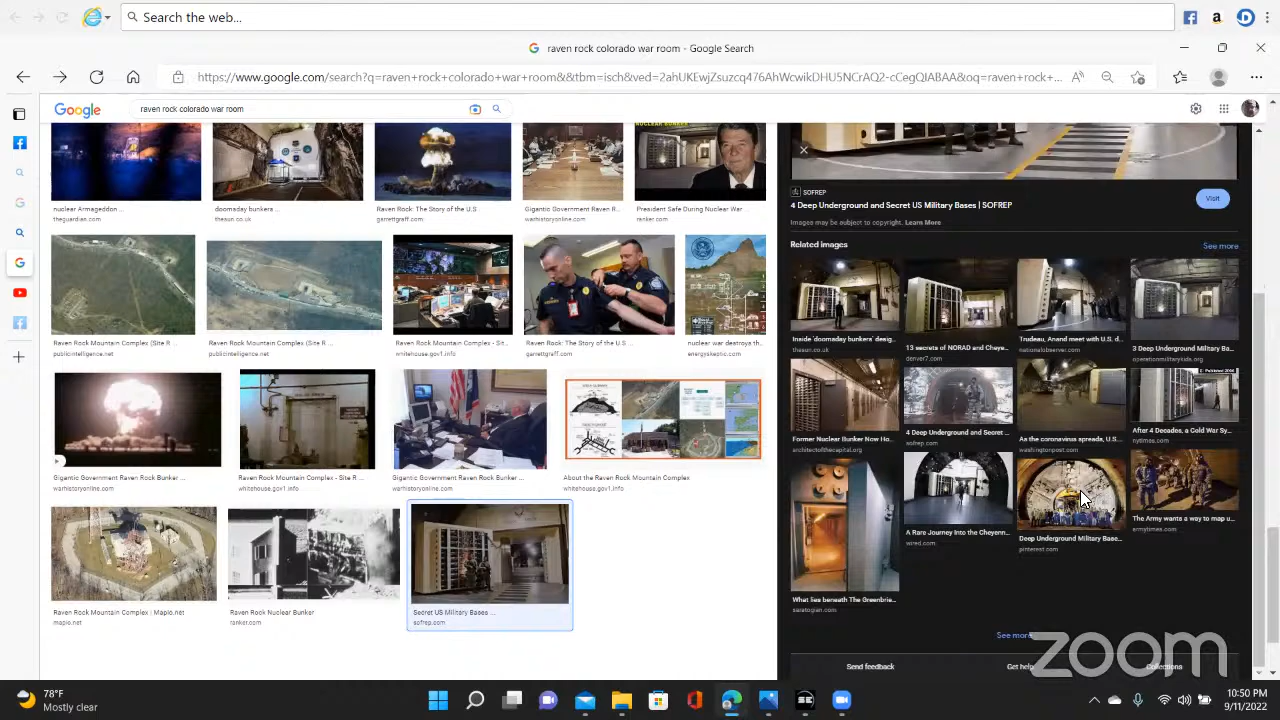 Search the web...
raven rock colorado war room - Google Search
https://www.google.com/search?q=raven+rock+colorado+war+room&&tbm=isch&ved=2ahUKEwjZsuzcq476AhWcwikDHU5NCrAQ2-cCegQIABAA&oq=raven+rock+...
Google
raven rock colorado war room
NUCLEAR BUNKER
nuclear Armageddon ...
theguardian.com
doomsday bunkers ...
thesun.co.uk
Raven Rock: The Story of the U.S
garrettgraff.com
Gigantic Government Raven R...
warhistoryonline.com
President Safe During Nuclear War ...
ranker.com
Raven Rock Mountain Complex (Site R ...
publicintelligence.net
Raven Rock Mountain Complex (Site R ...
publicintelligence.net
Raven Rock Mountain Complex - Sit...
whitehouse.gov1.info
Raven Rock: The Story of the U.S ...
garrettgraff.com
nuclear war destroys th...
energyskeptic.com
Gigantic Government Raven Rock Bunker ...
warhistoryonline.com
Raven Rock Mountain Complex - Site R ...
whitehouse.gov1.info
Gigantic Government Raven Rock Bunker ...
warhistoryonline.com
About the Raven Rock Mountain Complex
whitehouse.gov1.info
Raven Rock Mountain Complex | Maplo.net
maplo.net
Raven Rock Nuclear Bunker
ranker.com
Secret US Military Bases ...
sofrep.com
SOFREP
4 Deep Underground and Secret US Military Bases | SOFREP
Visit
Images may be subject to copyright. Learn More
Related images
See more
Inside 'doomsday bunkers' desig...
thesun.co.uk
13 secrets of NORAD and Cheye...
denver7.com
Trudeau, Anand meet with U.S. d...
nationalobserver.com
3 Deep Underground Military Ba...
operationmilitarykids.org
Former Nuclear Bunker Now Ho...
architectofthecapital.org
4 Deep Underground and Secret ...
sofrep.com
As the coronavirus spreads, U.S...
washingtonpost.com
After 4 Decades, a Cold War Sy...
nytimes.com
What lies beneath The Greenbrie...
saratogian.com
A Rare Journey Into the Cheyenn...
wired.com
Deep Underground Military Base...
pinterest.com
The Army wants a way to map u...
armytimes.com
See more
Send feedback
Get help
Collections
zoom
78°F
Mostly clear
10:50 PM
9/11/2022